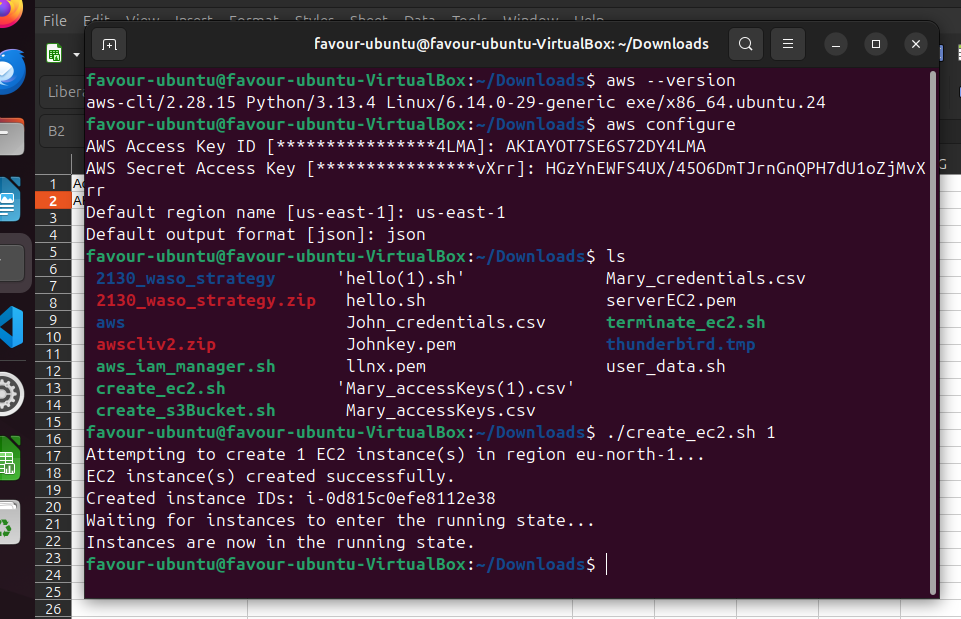 File Edit View Insert Format Styles Sheet Data Tools Window Help
favour-ubuntu@favour-ubuntu-VirtualBox: ~/Downloads
favour-ubuntu@favour-ubuntu-VirtualBox:~/Downloads$ aws --version
aws-cli/2.28.15 Python/3.13.4 Linux/6.14.0-29-generic exe/x86_64.ubuntu.24
favour-ubuntu@favour-ubuntu-VirtualBox:~/Downloads$ aws configure
AWS Access Key ID [****************4LMA]: AKIAYOT7SE6S72DY4LMA
AWS Secret Access Key [****************vXrr]: HGzYnEWFS4UX/45O6DmTJrnGnQPH7dU1oZjMvX
rr
Default region name [us-east-1]: us-east-1
Default output format [json]: json
favour-ubuntu@favour-ubuntu-VirtualBox:~/Downloads$ ls
2130_waso_strategy 'hello(1).sh' Mary_credentials.csv
2130_waso_strategy.zip hello.sh serverEC2.pem
aws John_credentials.csv terminate_ec2.sh
awscliv2.zip Johnkey.pem thunderbird.tmp
aws_iam_manager.sh llnx.pem user_data.sh
create_ec2.sh 'Mary_accessKeys(1).csv'
create_s3Bucket.sh Mary_accessKeys.csv
favour-ubuntu@favour-ubuntu-VirtualBox:~/Downloads$ ./create_ec2.sh 1
Attempting to create 1 EC2 instance(s) in region eu-north-1...
EC2 instance(s) created successfully.
Created instance IDs: i-0d815c0efe8112e38
Waiting for instances to enter the running state...
Instances are now in the running state.
favour-ubuntu@favour-ubuntu-VirtualBox:~/Downloads$
B2
G
1
2
3
4
5
6
7
8
9
10
11
12
13
14
15
16
17
18
19
20
21
22
23
24
25
26